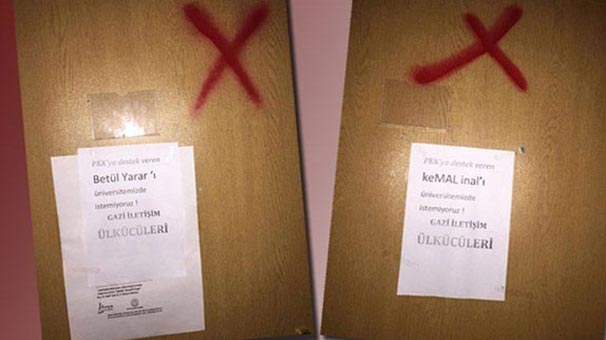 PKK'ya destek veren
Betül Yarar 'ı
üniversitemizde
istemiyoruz !
GAZİ İLETİŞİM
ÜLKÜCÜLERİ
PKK'ya destek veren
keMAL inal'ı
üniversitemizde
istemiyoruz !
GAZİ İLETİŞİM
ÜLKÜCÜLERİ